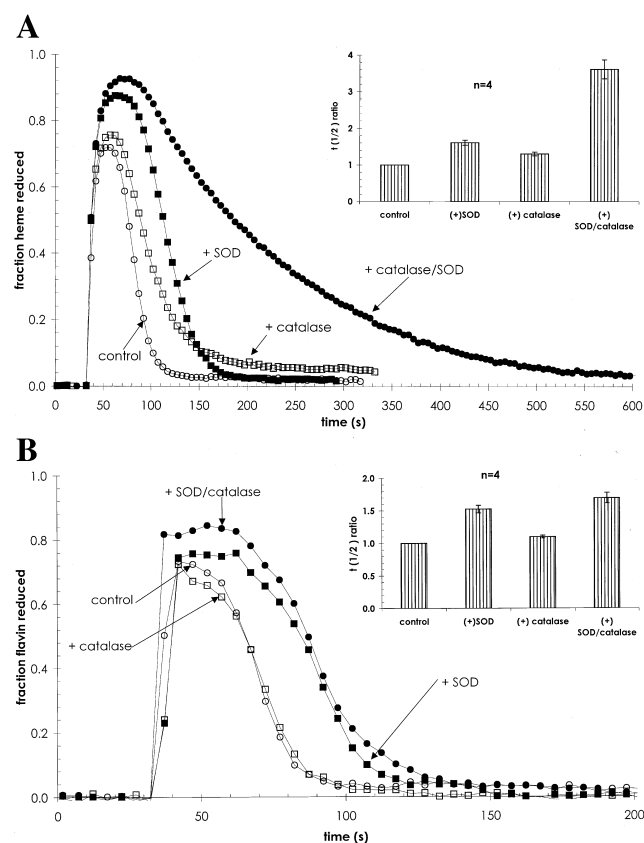 A
fraction heme reduced
1.0
0.8
0.6
0.4
0.2
0.0
0 50 100 150 200 250 300 350 400 450 500 550 600
time (s)
+ SOD
+ catalase/SOD
+ catalase
control
t (1/2 ) ratio
4
3
2
1
0
n=4
control (+)SOD (+) catalase (+)
SOD/catalase
B
fraction flavin reduced
1.0
0.8
0.6
0.4
0.2
0.0
0 50 100 150 200
time (s)
+ SOD/catalase
control
+ catalase
+ SOD
t (1/2 ) ratio
2.0
1.5
1.0
0.5
0.0
n=4
control (+)SOD (+) catalase (+)
SOD/catalase